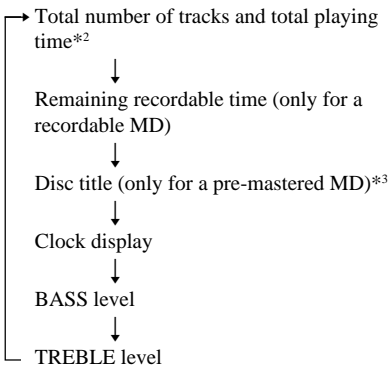 Total number of tracks and total playing
time*2
Remaining recordable time (only for a
recordable MD)
Disc title (only for a pre-mastered MD)*3
Clock display
BASS level
TREBLE level